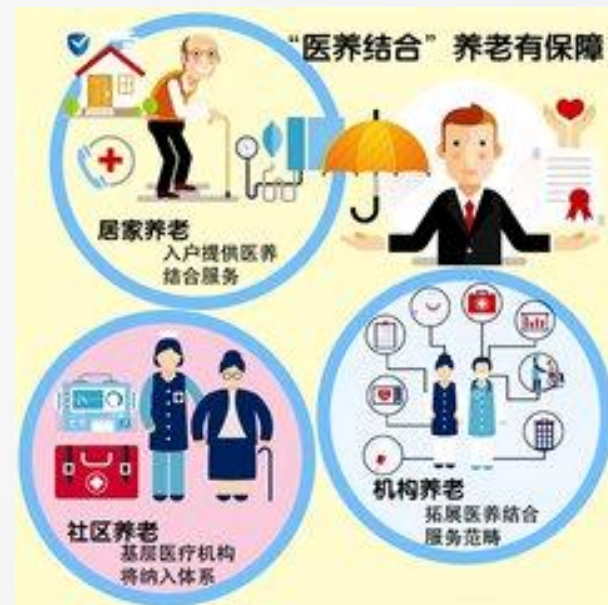 “医养结合”养老有保障
居家养老
入户提供医养
结合服务
社区养老
基层医疗机构
将纳入体系
机构养老
拓展医养结合
服务范畴